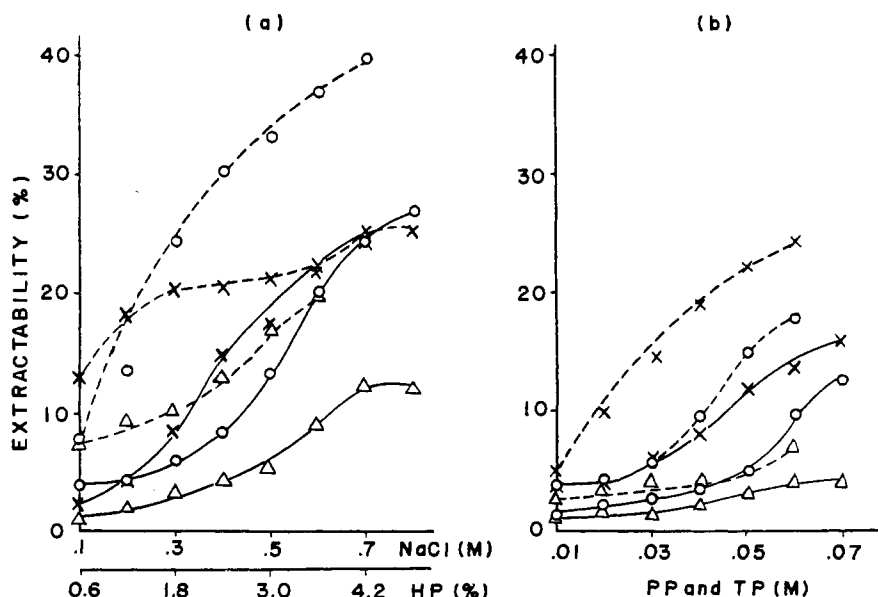 (a)
(b)
EXTRACTABILITY (%)
40
30
20
10
0
.1 .3 .5 .7 NaCl (M)
0.6 1.8 3.0 4.2 HP (%)
40
30
20
10
0
.01 .03 .05 .07
PP and TP (M)